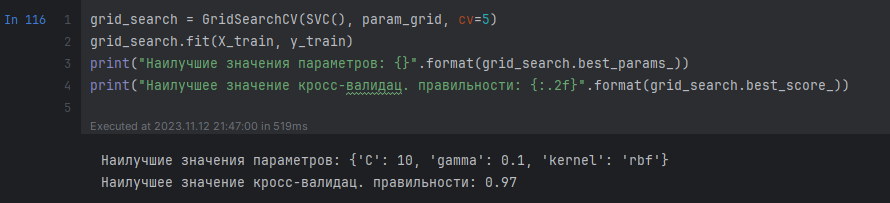 In 116
1 grid_search = GridSearchCV(SVC(), param_grid, cv=5)
2 grid_search.fit(X_train, y_train)
3 print("Наилучшие значения параметров: {}".format(grid_search.best_params_))
4 print("Наилучшее значение кросс-валидац. правильности: {:.2f}".format(grid_search.best_score_))
5
Executed at 2023.11.12 21:47:00 in 519ms
Наилучшие значения параметров: {'C': 10, 'gamma': 0.1, 'kernel': 'rbf'}
Наилучшее значение кросс-валидац. правильности: 0.97